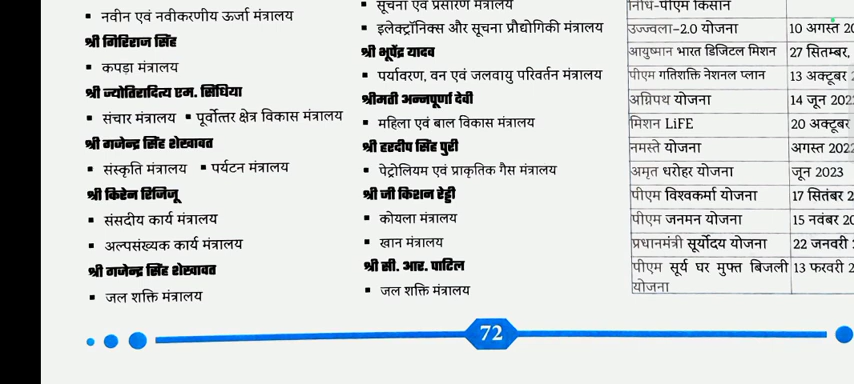 ▪ नवीन एवं नवीकरणीय ऊर्जा मंत्रालय
श्री गिरिराज सिंह
▪ कपड़ा मंत्रालय
श्री ज्योतिरादित्य एम. सिंधिया
▪ संचार मंत्रालय ▪ पूर्वोत्तर क्षेत्र विकास मंत्रालय
श्री गजेन्द्र सिंह शेखावत
▪ संस्कृति मंत्रालय ▪ पर्यटन मंत्रालय
श्री किरेन रिजिजू
▪ संसदीय कार्य मंत्रालय
▪ अल्पसंख्यक कार्य मंत्रालय
श्री गजेन्द्र सिंह शेखावत
▪ जल शक्ति मंत्रालय
▪ सूचना एवं प्रसारण मंत्रालय
▪ इलेक्ट्रॉनिक्स और सूचना प्रौद्योगिकी मंत्रालय
श्री भूपेंद्र यादव
▪ पर्यावरण, वन एवं जलवायु परिवर्तन मंत्रालय
श्रीमती अन्नपूर्णा देवी
▪ महिला एवं बाल विकास मंत्रालय
श्री हरदीप सिंह पुरी
▪ पेट्रोलियम एवं प्राकृतिक गैस मंत्रालय
श्री जी किशन रेड्डी
▪ कोयला मंत्रालय
▪ खान मंत्रालय
श्री सी. आर. पाटिल
▪ जल शक्ति मंत्रालय
निधि-पीएम किसान
उज्ज्वला-2.0 योजना 10 अगस्त 20
आयुष्मान भारत डिजिटल मिशन 27 सितम्बर,
पीएम गतिशक्ति नेशनल प्लान 13 अक्टूबर
अग्निपथ योजना 14 जून 202
मिशन LiFE 20 अक्टूबर
नमस्ते योजना अगस्त 202
अमृत धरोहर योजना जून 2023
पीएम विश्वकर्मा योजना 17 सितंबर 2
पीएम जनमन योजना 15 नवंबर 20
प्रधानमंत्री सूर्योदय योजना 22 जनवरी
पीएम सूर्य घर मुफ्त बिजली 13 फरवरी 2
योजना
72